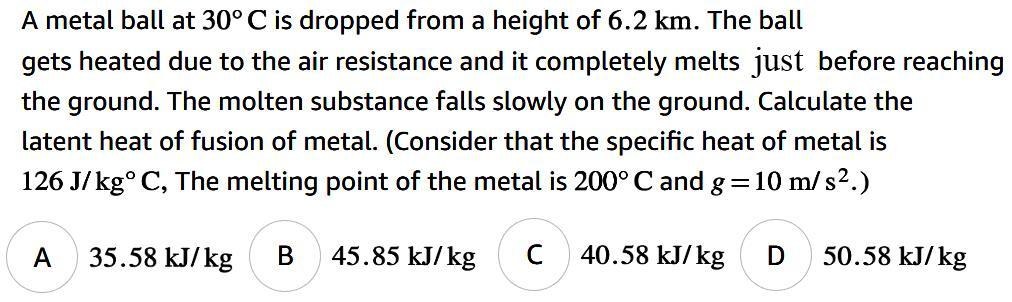 A metal ball at 30° C is dropped from a height of 6.2 km. The ball
gets heated due to the air resistance and it completely melts just before reaching
the ground. The molten substance falls slowly on the ground. Calculate the
latent heat of fusion of metal. (Consider that the specific heat of metal is
126 J/ kg° C, The melting point of the metal is 200° C and g = 10 m/ s².)
A 35.58 kJ/ kg B 45.85 kJ/ kg C 40.58 kJ/ kg D 50.58 kJ/ kg